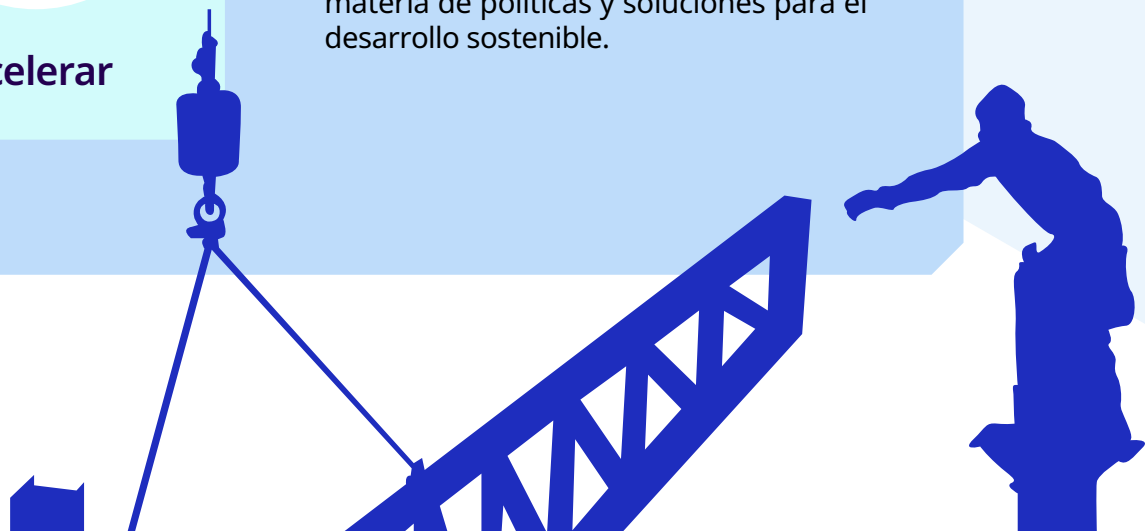 materia de políticas y soluciones para el
desarrollo sostenible.
celerar